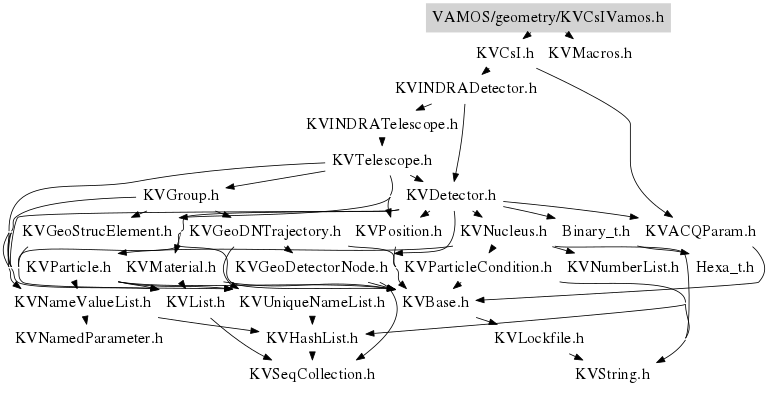 VAMOS/geometry/KVCsIVamos.h
KVCsI.h KVMacros.h
KVINDRADetector.h
KVINDRATelescope.h
KVTelescope.h
KVGroup.h KVDetector.h
KVGeoStrucElement.h KVGeoDNTrajectory.h KVPosition.h KVNucleus.h Binary_t.h KVACQParam.h
KVParticle.h KVMaterial.h KVGeoDetectorNode.h KVParticleCondition.h KVNumberList.h Hexa_t.h
KVNameValueList.h KVList.h KVUniqueNameList.h KVBase.h
KVNamedParameter.h KVHashList.h KVLockfile.h
KVSeqCollection.h KVString.h